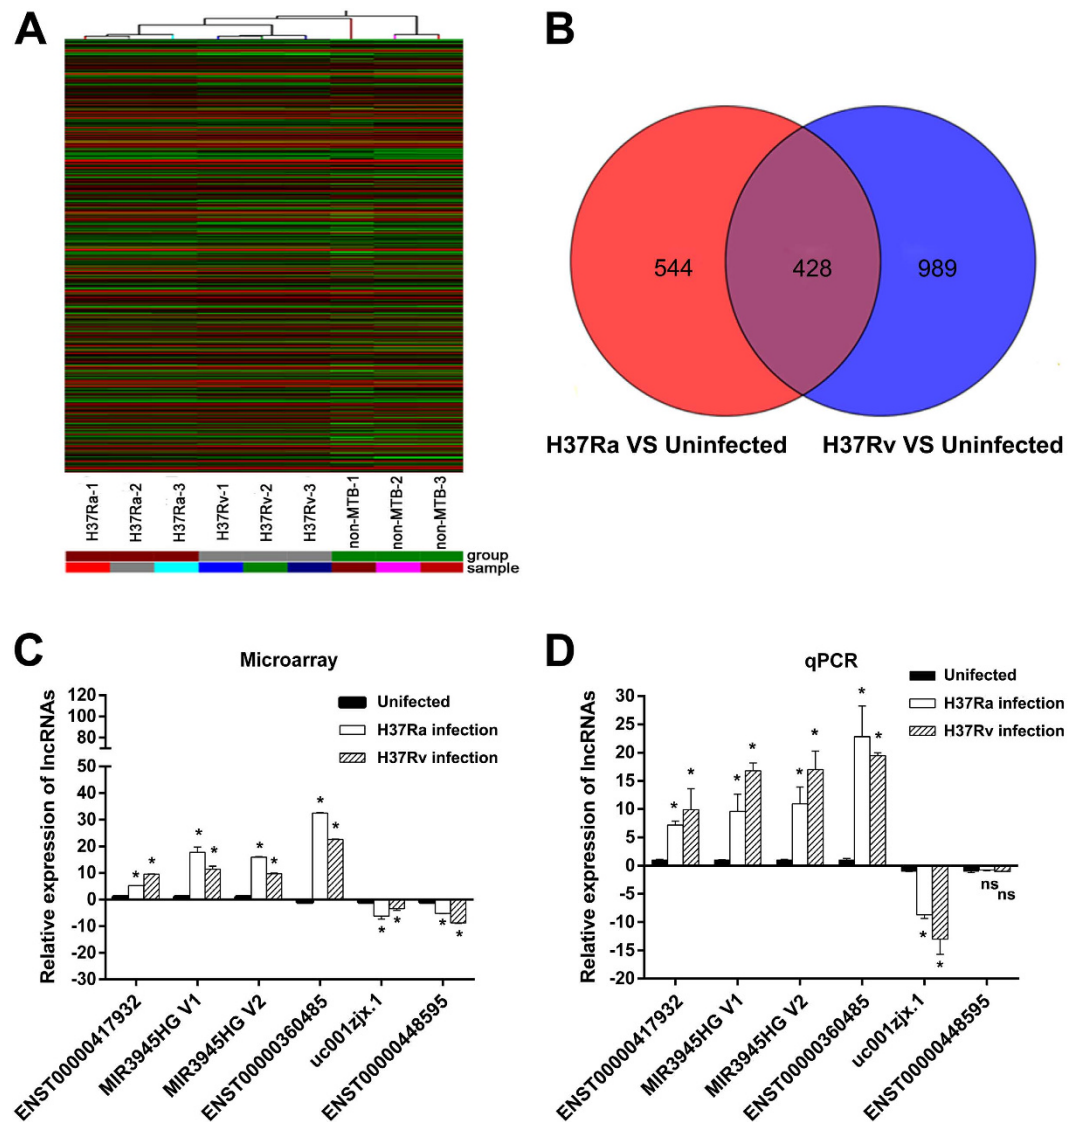 A
H37Ra-1
H37Ra-2
H37Ra-3
H37Rv-1
H37Rv-2
H37Rv-3
non-MTB-1
non-MTB-2
non-MTB-3
group
sample
B
544
428
989
H37Ra VS Uninfected
H37Rv VS Uninfected
C
Microarray
Relative expression of lncRNAs
120
100
80
50
40
30
20
10
0
-10
-20
-30
Unifected
H37Ra infection
H37Rv infection
* * * * * * * * * * * *
ENST00000417932
MIR3945HG V1
MIR3945HG V2
ENST00000360485
uc001zjx.1
ENST00000448595
D
qPCR
Relative expression of lncRNAs
30
25
20
15
10
5
0
-5
-10
-15
-20
Unifected
H37Ra infection
H37Rv infection
* * * * * * * * * *
ns
ns
ENST00000417932
MIR3945HG V1
MIR3945HG V2
ENST00000360485
uc001zjx.1
ENST00000448595